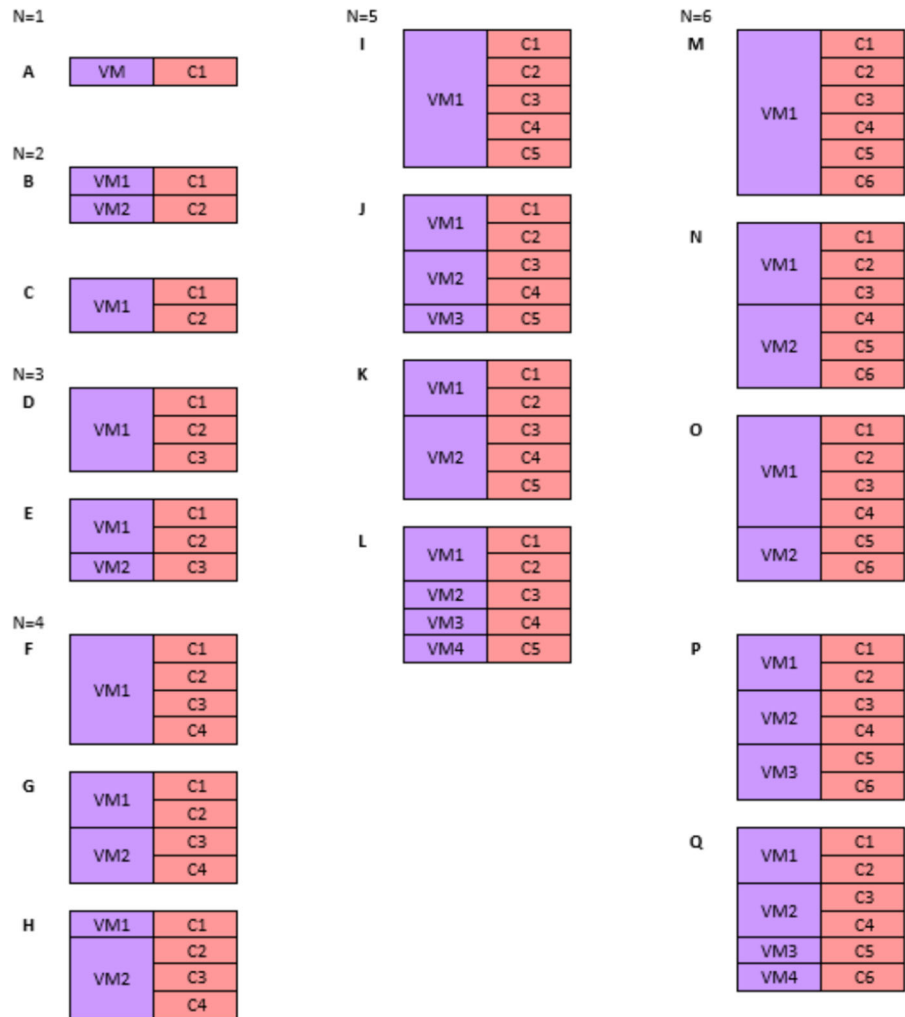 N=1
A
VM C1
N=2
B
VM1 C1
VM2 C2
C
VM1
C1
C2
N=3
D
VM1
C1
C2
C3
E
VM1
C1
C2
VM2 C3
N=4
F
VM1
C1
C2
C3
C4
G
VM1
C1
C2
VM2
C3
C4
H
VM1 C1
VM2
C2
C3
C4
N=5
I
VM1
C1
C2
C3
C4
C5
J
VM1
C1
C2
VM2
C3
C4
VM3 C5
K
VM1
C1
C2
VM2
C3
C4
C5
L
VM1
C1
C2
VM2 C3
VM3 C4
VM4 C5
N=6
M
VM1
C1
C2
C3
C4
C5
C6
N
VM1
C1
C2
C3
VM2
C4
C5
C6
O
VM1
C1
C2
C3
C4
VM2
C5
C6
P
VM1
C1
C2
VM2
C3
C4
VM3
C5
C6
Q
VM1
C1
C2
VM2
C3
C4
VM3 C5
VM4 C6